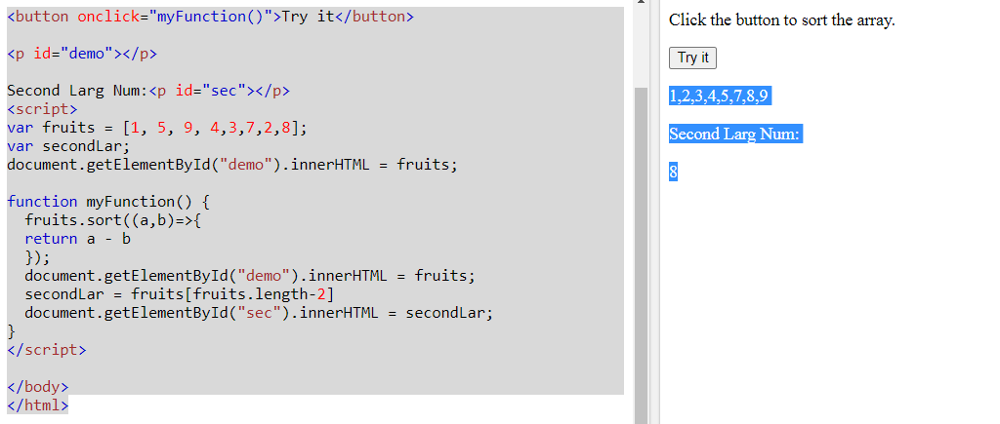 <button onclick="myFunction()">Try it</button>
<p id="demo"></p>
Second Larg Num:<p id="sec"></p>
<script>
var fruits = [1, 5, 9, 4,3,7,2,8];
var secondLar;
document.getElementById("demo").innerHTML = fruits;
function myFunction() {
  fruits.sort((a,b)=>{
  return a - b
  });
  document.getElementById("demo").innerHTML = fruits;
  secondLar = fruits[fruits.length-2]
  document.getElementById("sec").innerHTML = secondLar;
}
</script>
</body>
</html>
Click the button to sort the array.
Try it
1,2,3,4,5,7,8,9
Second Larg Num:
8